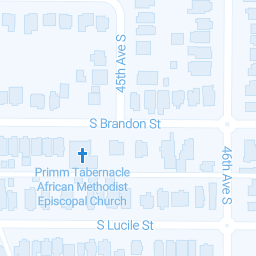 45th Ave S
S Brandon St
46th Ave S
Primm Tabernacle
African Methodist
Episcopal Church
S Lucile St